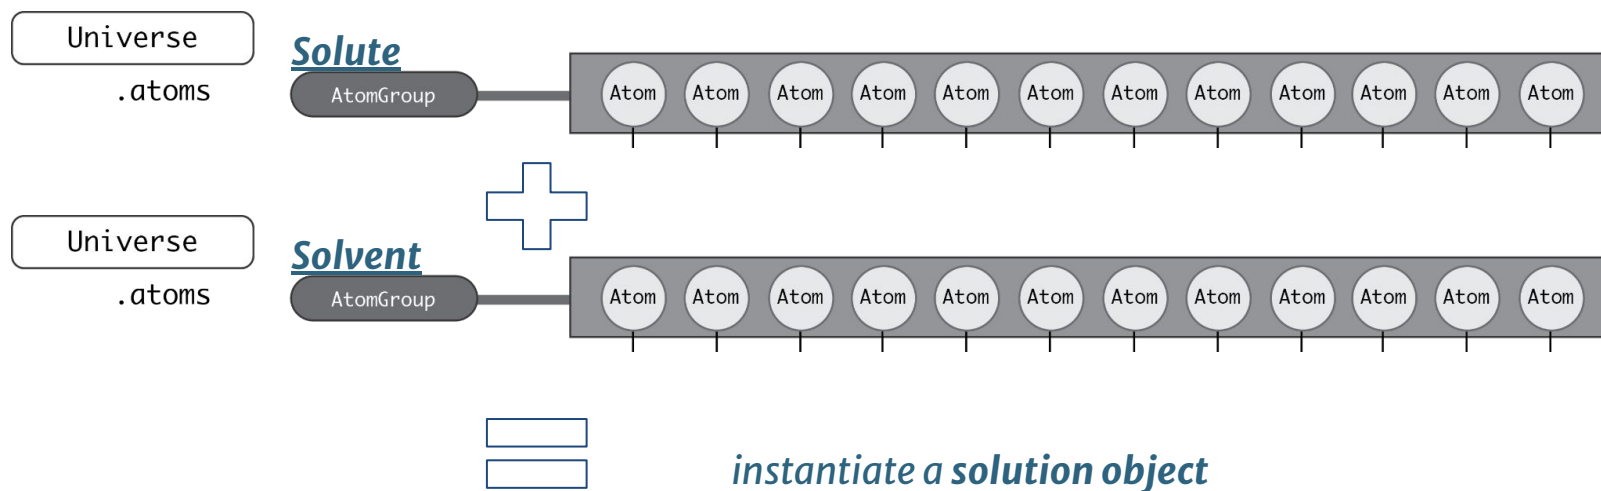 Universe
Solute
.atoms
AtomGroup
Atom Atom Atom Atom Atom Atom Atom Atom Atom Atom Atom Atom
Universe
Solvent
.atoms
AtomGroup
Atom Atom Atom Atom Atom Atom Atom Atom Atom Atom Atom Atom
instantiate a solution object